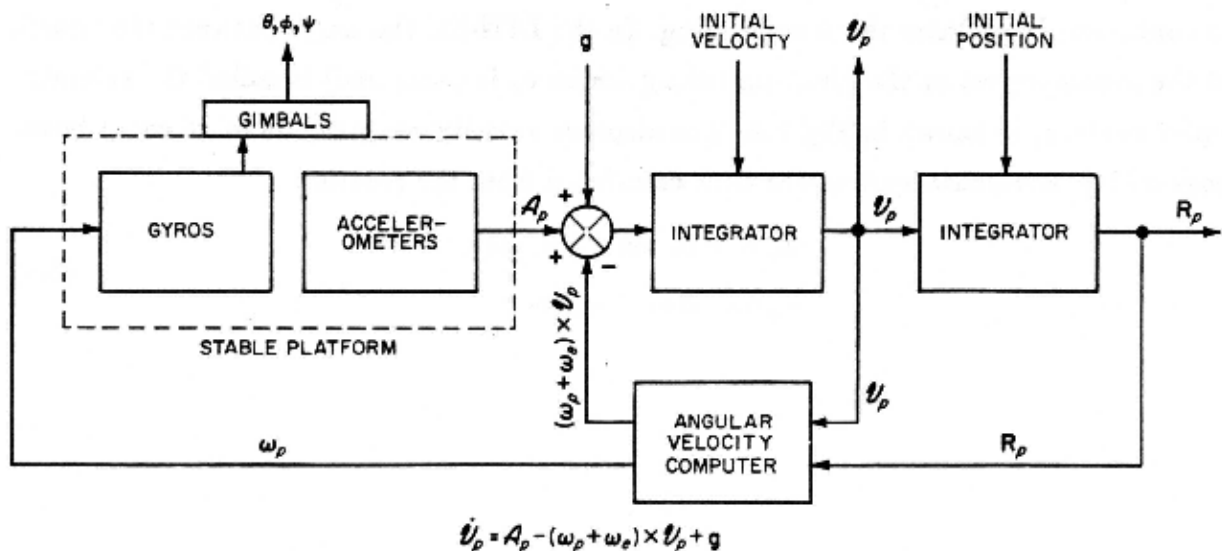 θ,ϕ,ψ
g
INITIAL
VELOCITY
𝒱ₚ
INITIAL
POSITION
GIMBALS
GYROS
ACCELER-
OMETERS
Aₚ
+
+
−
INTEGRATOR
𝒱ₚ
INTEGRATOR
Rₚ
STABLE PLATFORM
(ωₚ+ωₑ) × 𝒱ₚ
ωₚ
ANGULAR
VELOCITY
COMPUTER
𝒱ₚ
Rₚ
𝒱̇ₚ = Aₚ − (ωₚ + ωₑ) × 𝒱ₚ + g